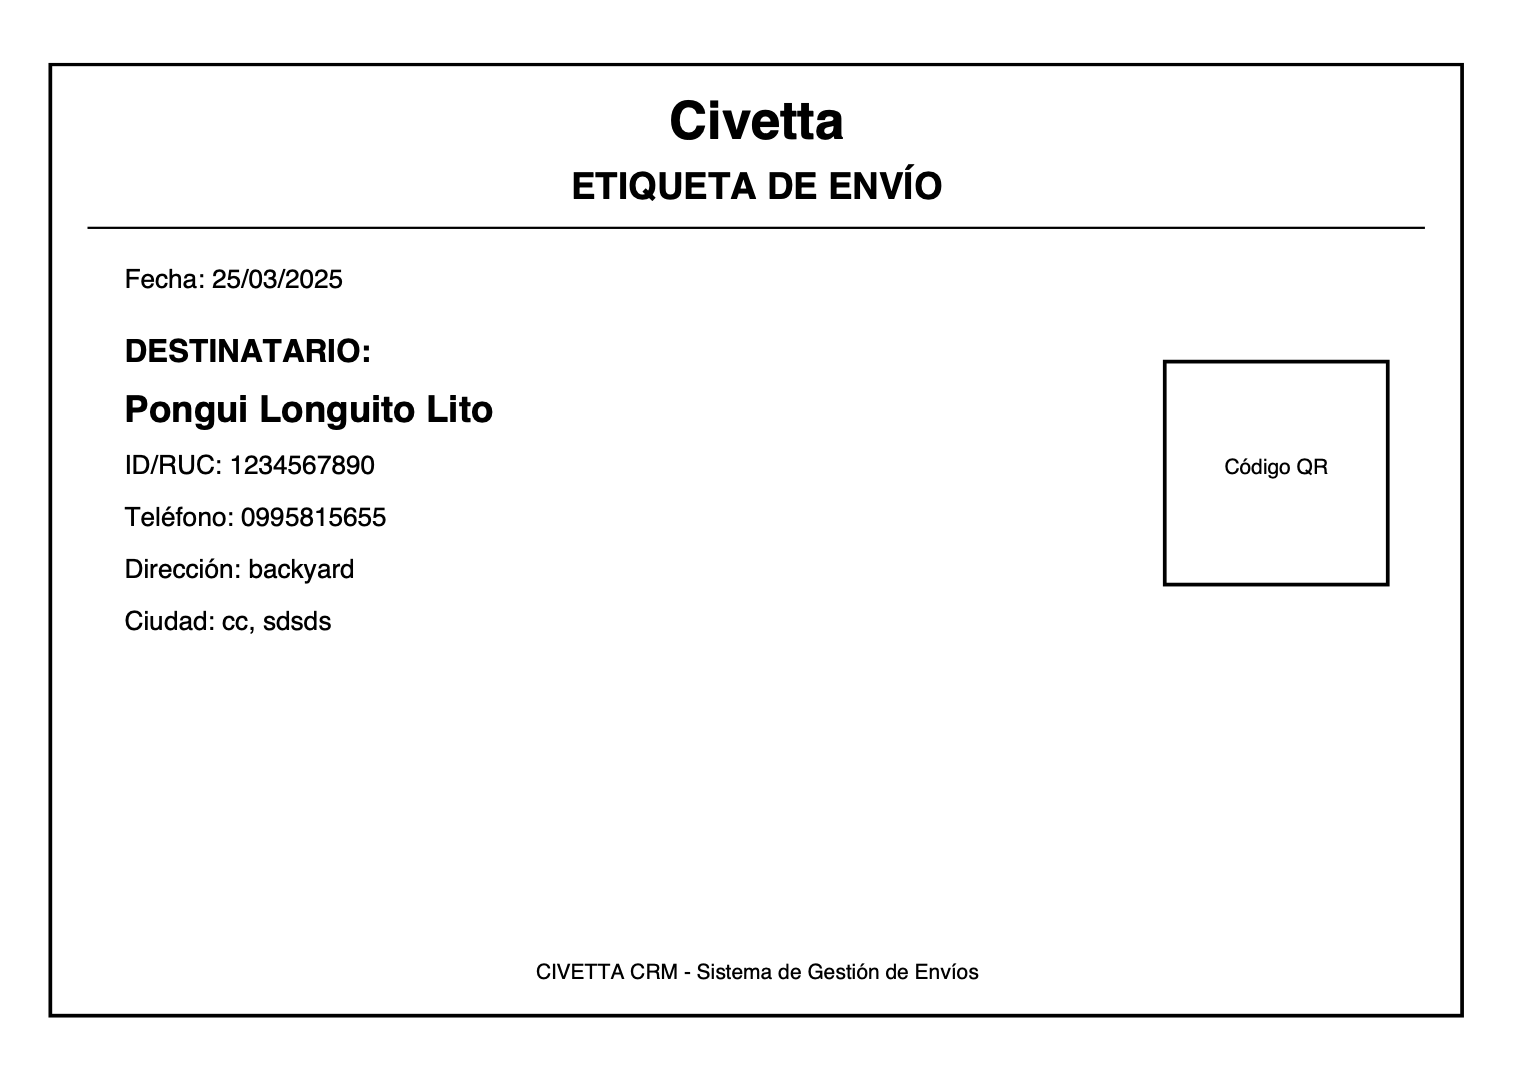 Civetta
ETIQUETA DE ENVÍO
Fecha: 25/03/2025
DESTINATARIO:
Pongui Longuito Lito
ID/RUC: 1234567890
Teléfono: 0995815655
Dirección: backyard
Ciudad: cc, sdsds
Código QR
CIVETTA CRM - Sistema de Gestión de Envíos